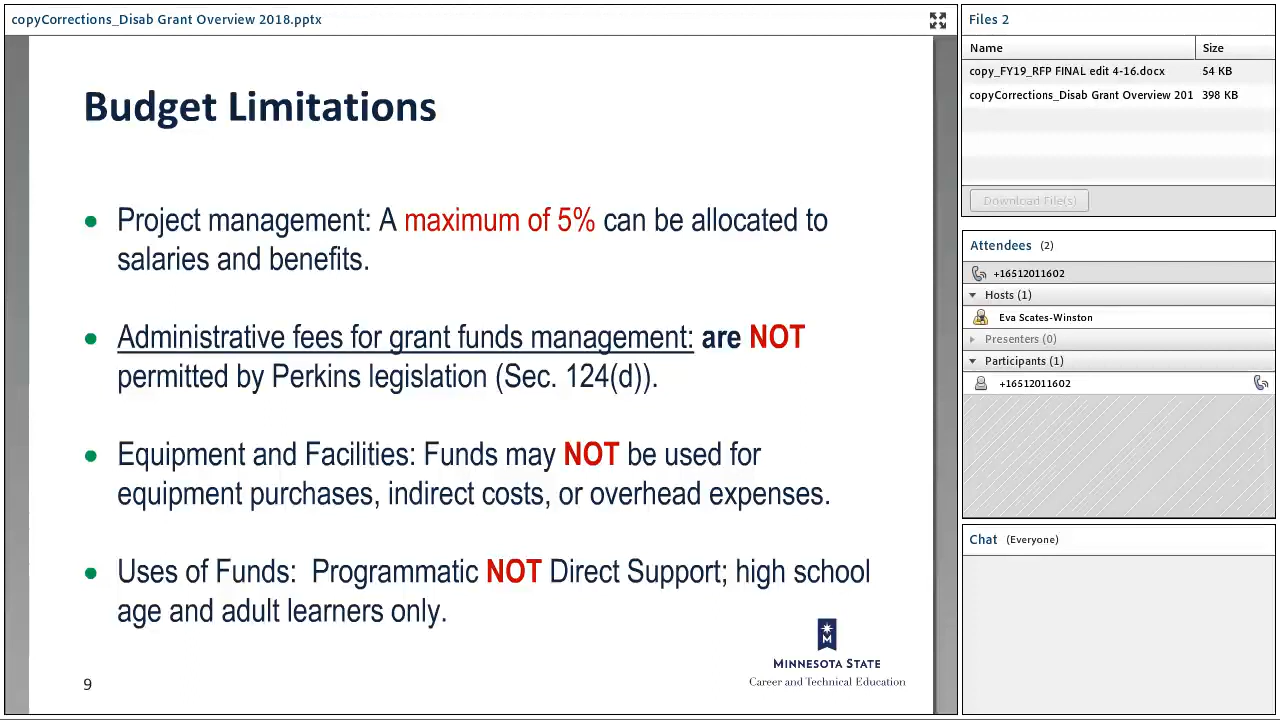 copyCorrections_Disab Grant Overview 2018.pptx
Budget Limitations
• Project management: A maximum of 5% can be allocated to
salaries and benefits.
• Administrative fees for grant funds management: are NOT
permitted by Perkins legislation (Sec. 124(d)).
• Equipment and Facilities: Funds may NOT be used for
equipment purchases, indirect costs, or overhead expenses.
• Uses of Funds: Programmatic NOT Direct Support; high school
age and adult learners only.
M
MINNESOTA STATE
Career and Technical Education
9
Files 2
Name Size
copy_FY19_RFP FINAL edit 4-16.docx 54 KB
copyCorrections_Disab Grant Overview 201 398 KB
Download File(s)
Attendees (2)
+16512011602
Hosts (1)
Eva Scates-Winston
Presenters (0)
Participants (1)
+16512011602
Chat (Everyone)